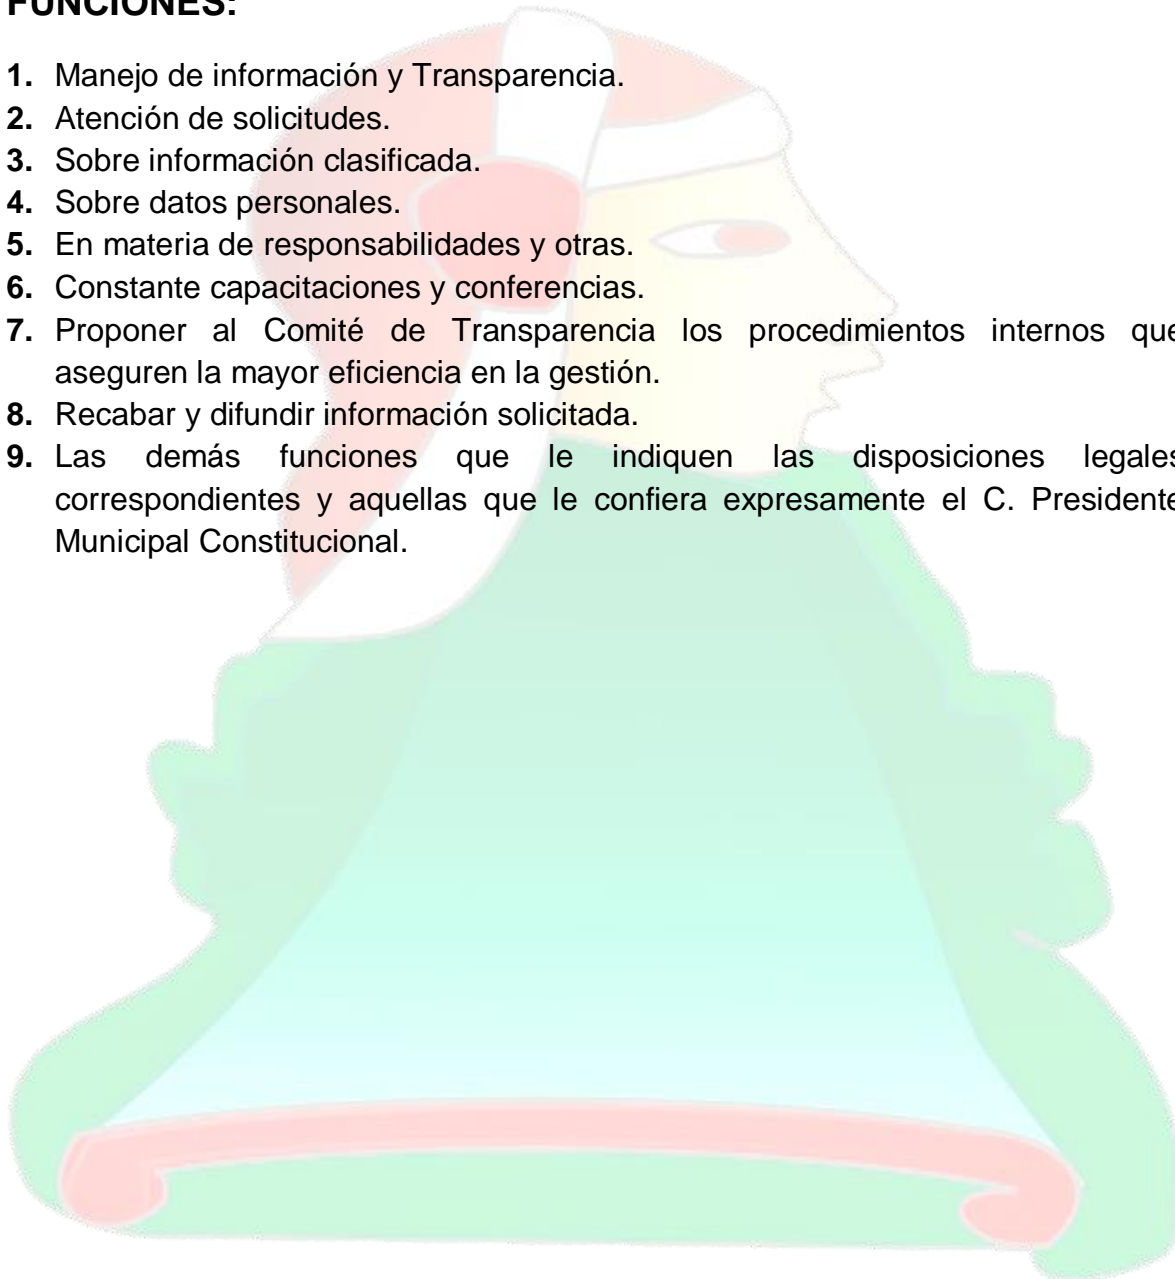 FUNCIONES:
1. Manejo de información y Transparencia.
2. Atención de solicitudes.
3. Sobre información clasificada.
4. Sobre datos personales.
5. En materia de responsabilidades y otras.
6. Constante capacitaciones y conferencias.
7. Proponer al Comité de Transparencia los procedimientos internos que
aseguren la mayor eficiencia en la gestión.
8. Recabar y difundir información solicitada.
9. Las demás funciones que le indiquen las disposiciones legales
correspondientes y aquellas que le confiera expresamente el C. Presidente
Municipal Constitucional.